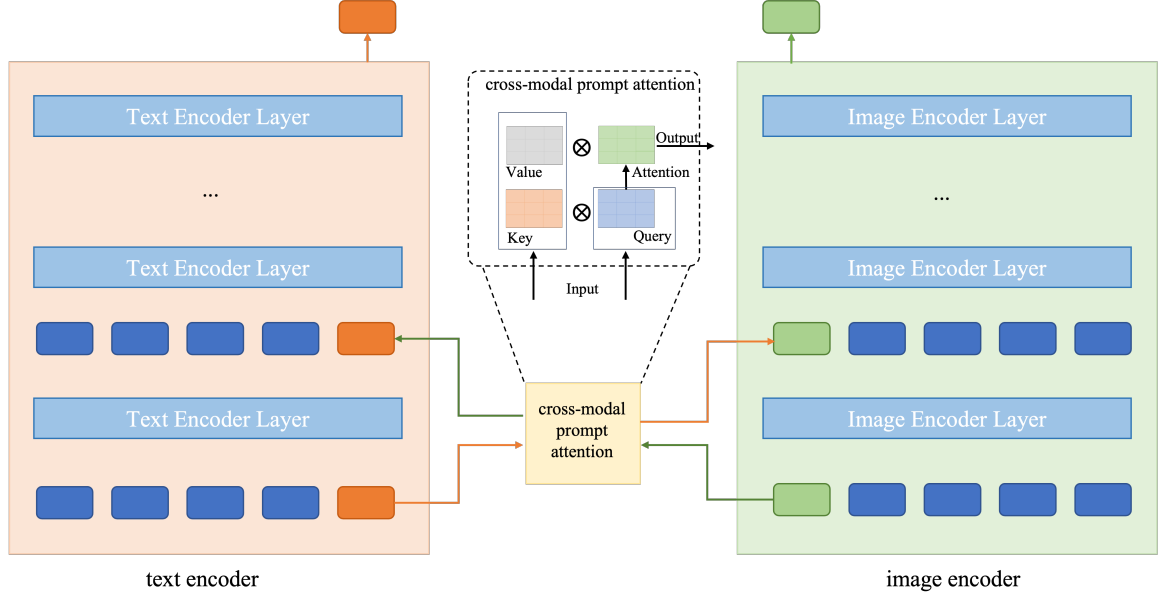 cross-modal prompt attention
Text Encoder Layer
Image Encoder Layer
Output
Value
Attention
...
...
Key
Query
Text Encoder Layer
Image Encoder Layer
Input
Text Encoder Layer
cross-modal
prompt
attention
Image Encoder Layer
text encoder
image encoder